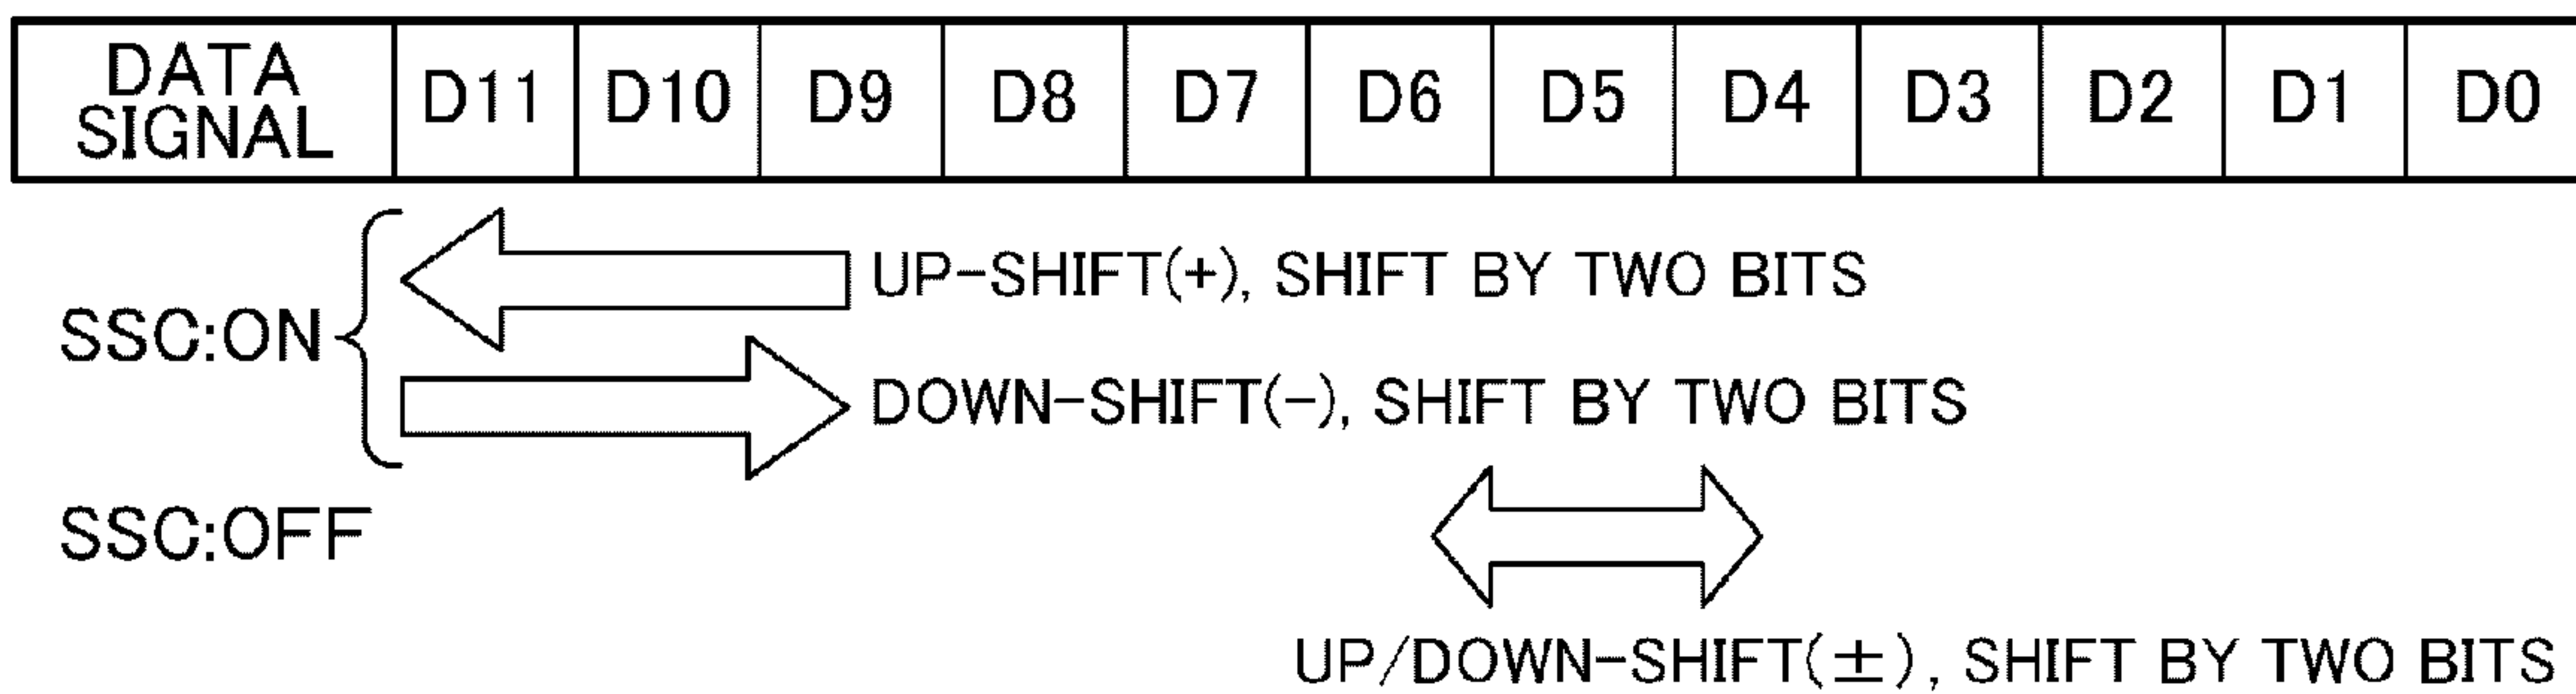 DATA
SIGNAL
D11 D10 D9 D8 D7 D6 D5 D4 D3 D2 D1 D0
SSC:ON
UP-SHIFT(+), SHIFT BY TWO BITS
DOWN-SHIFT(-), SHIFT BY TWO BITS
SSC:OFF
UP/DOWN-SHIFT(±), SHIFT BY TWO BITS